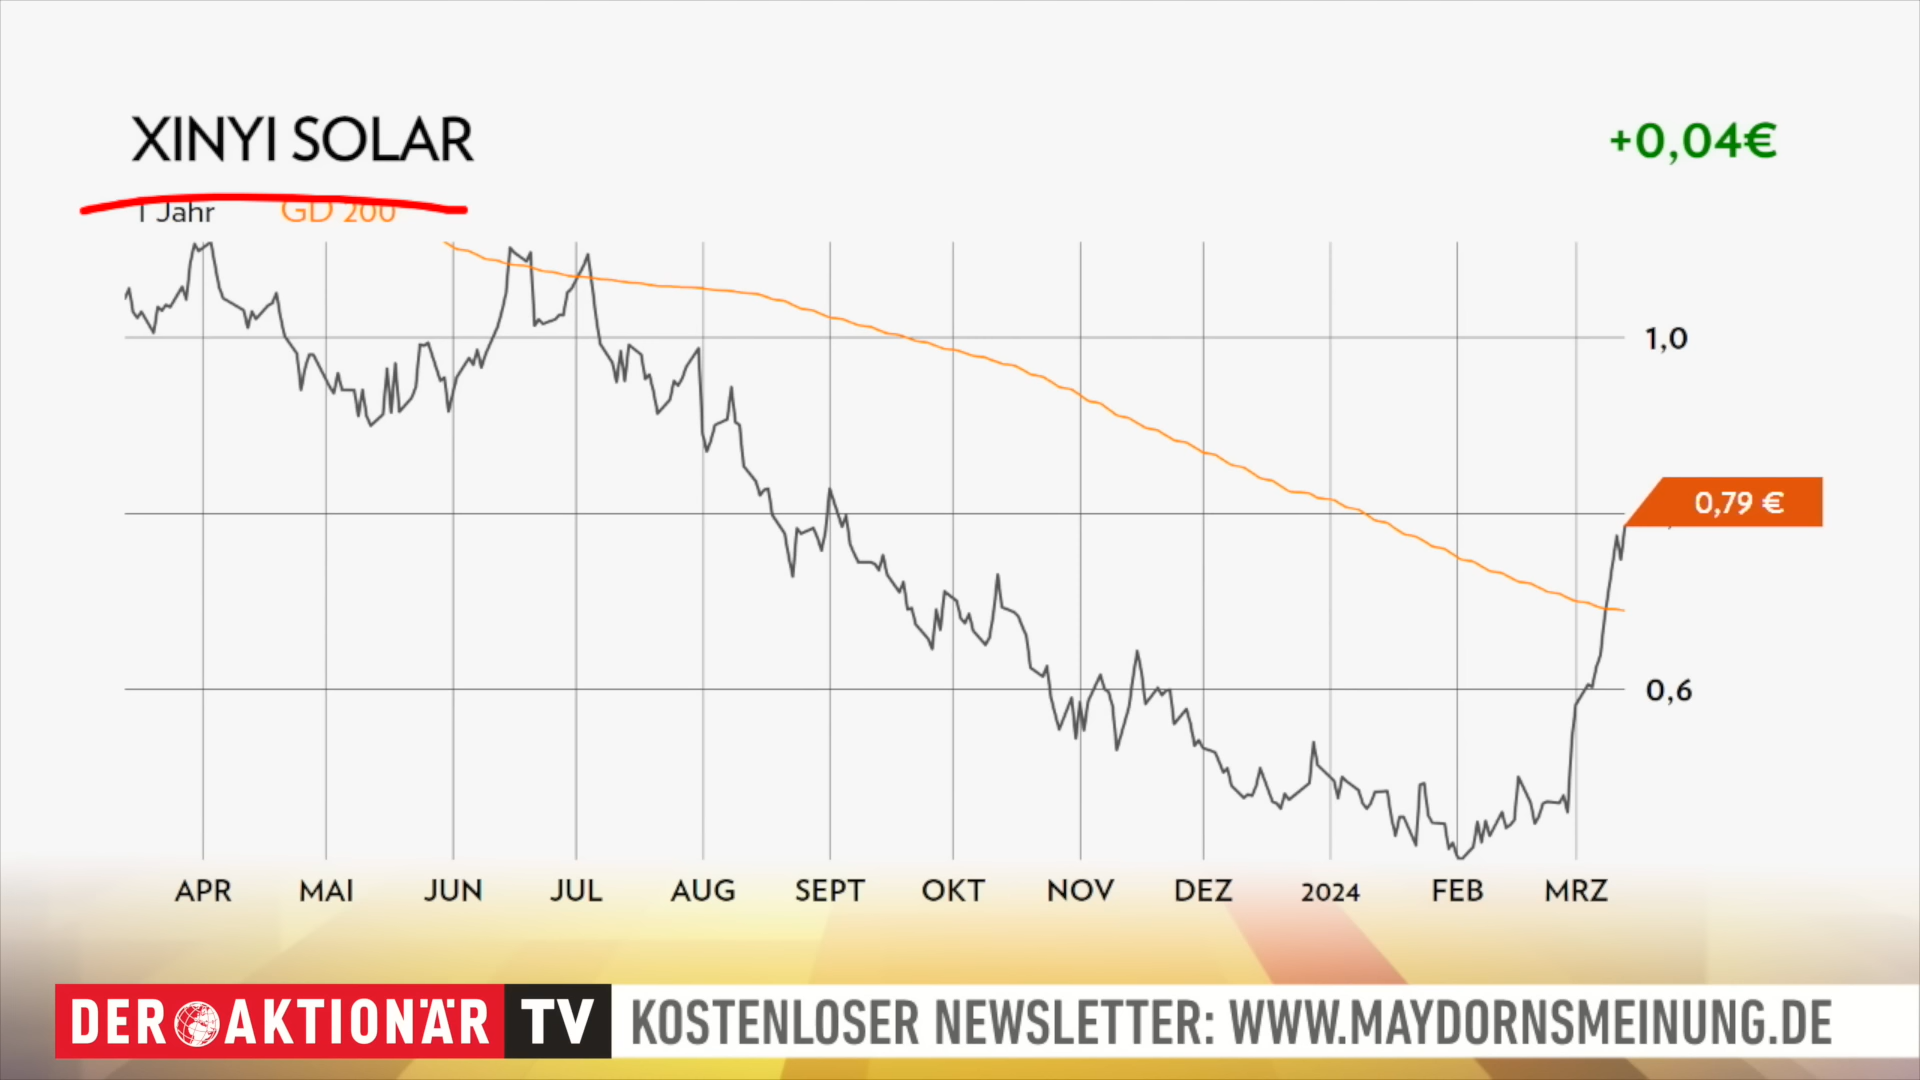 XINYI SOLAR
+0,04€
1 Jahr GD 200
1,0
0,79 €
0,6
APR MAI JUN JUL AUG SEPT OKT NOV DEZ 2024 FEB MRZ
DER AKTIONÄR TV KOSTENLOSER NEWSLETTER: WWW.MAYDORNSMEINUNG.DE